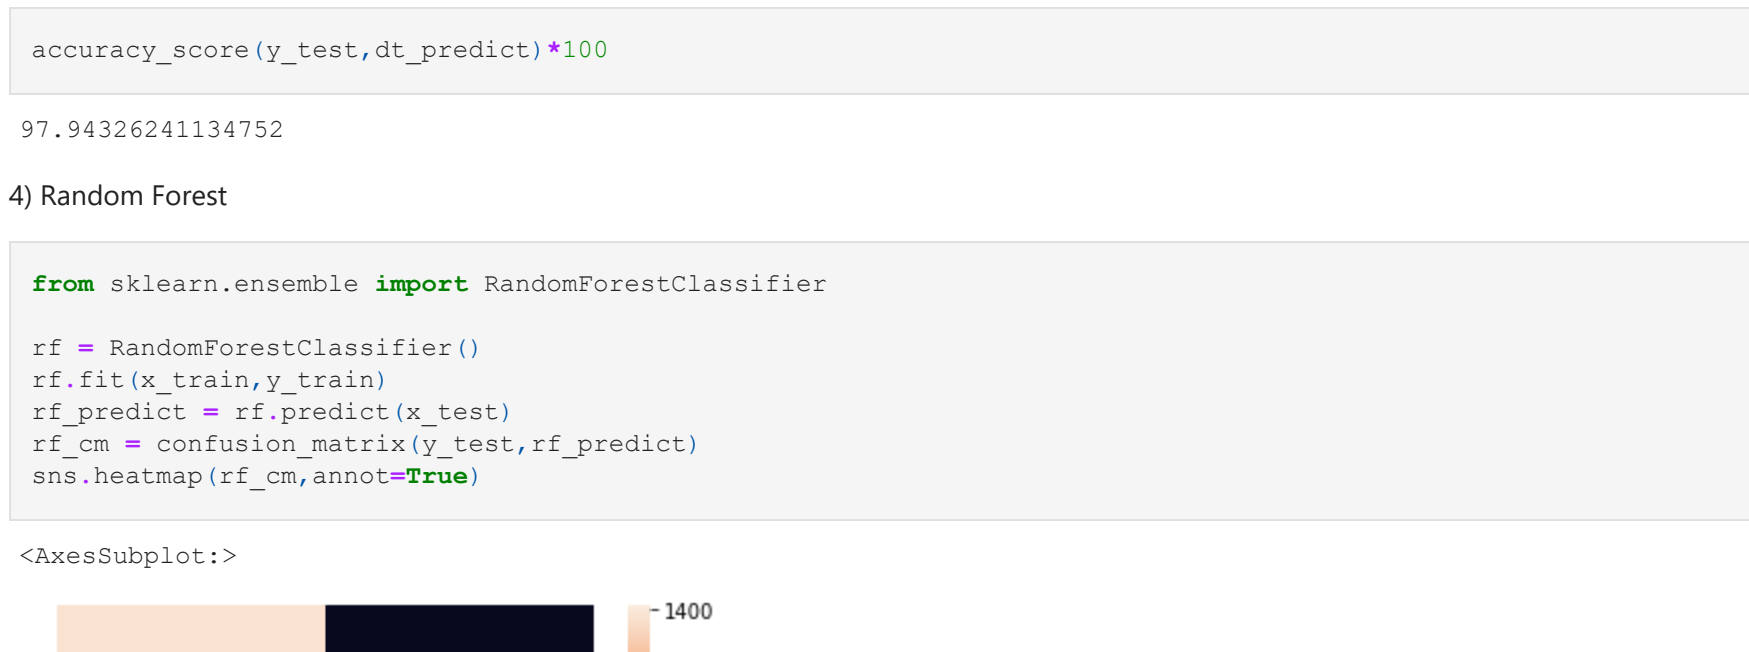 accuracy_score(y_test,dt_predict)*100
97.94326241134752
4) Random Forest
from sklearn.ensemble import RandomForestClassifier
rf = RandomForestClassifier()
rf.fit(x_train,y_train)
rf_predict = rf.predict(x_test)
rf_cm = confusion_matrix(y_test,rf_predict)
sns.heatmap(rf_cm,annot=True)
<AxesSubplot:>
1400